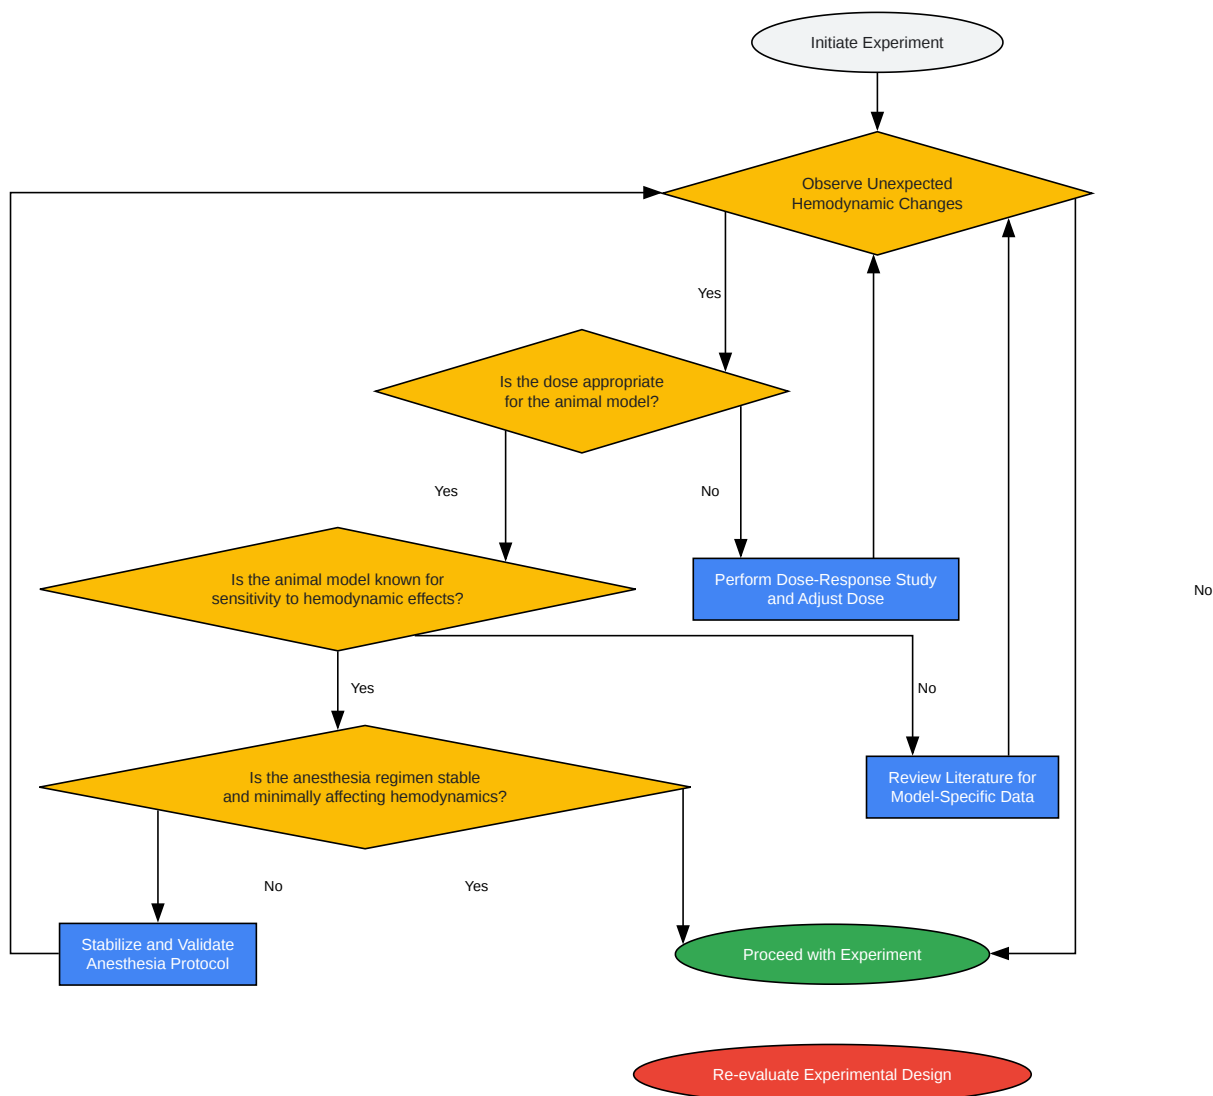 Initiate Experiment
Observe Unexpected
Hemodynamic Changes
Yes
Is the dose appropriate
for the animal model?
Yes
No
Is the animal model known for
sensitivity to hemodynamic effects?
Perform Dose-Response Study
and Adjust Dose
No
Yes
No
Is the anesthesia regimen stable
and minimally affecting hemodynamics?
Review Literature for
Model-Specific Data
No
Yes
Stabilize and Validate
Anesthesia Protocol
Proceed with Experiment
Re-evaluate Experimental Design